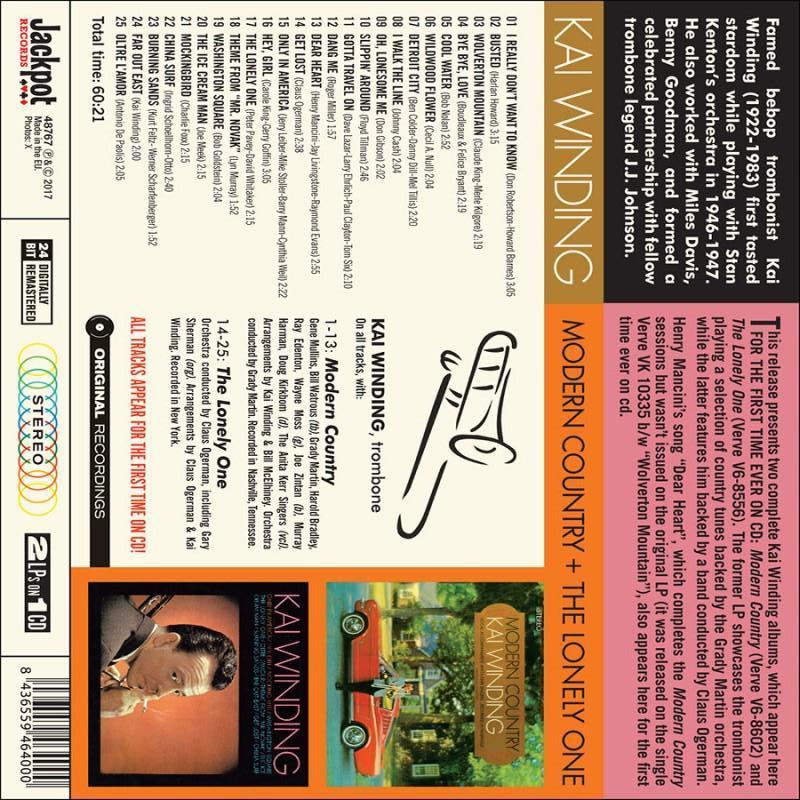 Famed bebop trombonist Kai
Winding (1922-1983) first tasted
stardom while playing with Stan
Kenton's orchestra in 1946-1947.
He also worked with Miles Davis,
Benny Goodman, and formed a
celebrated partnership with fellow
trombone legend J.J. Johnson.
This release presents two complete Kai Winding albums, which appear here
FOR THE FIRST TIME EVER ON CD: Modern Country (Verve V6-8602) and
The Lonely One (Verve V6-8556). The former LP showcases the trombonist
playing a selection of country tunes backed by the Grady Martin orchestra,
while the latter features him backed by a band conducted by Claus Ogerman.
Henry Mancini's song "Dear Heart", which completes the Modern Country
sessions but wasn't issued on the original LP (it was released on the single
Verve VK 10335 b/w "Wolverton Mountain"), also appears here for the first
time ever on cd.
KAI WINDING MODERN COUNTRY + THE LONELY ONE
01 I REALLY DON'T WANT TO KNOW (Don Robertson-Howard Barnes) 3:05
02 BUSTED (Harlan Howard) 3:15
03 WOLVERTON MOUNTAIN (Claude King-Merle Kilgore) 2:19
04 BYE BYE, LOVE (Boudleaux & Felice Bryant) 2:19
05 COOL WATER (Bob Nolan) 2:52
06 WILDWOOD FLOWER (Cecil A. Null) 2:04
07 DETROIT CITY (Ben Colder-Danny Dill-Mel Tillis) 2:20
08 I WALK THE LINE (Johnny Cash) 2:04
09 OH, LONESOME ME (Don Gibson) 2:02
10 SLIPPIN' AROUND (Floyd Tillman) 2:46
11 GOTTA TRAVEL ON (Dave Lazar-Larry Ehrlich-Paul Clayton-Tom Six) 2:10
12 DANG ME (Roger Miller) 1:57
13 DEAR HEART (Henry Mancini-Jay Livingstone-Raymond Evans) 2:55
14 GET LOST (Claus Ogerman) 2:38
15 ONLY IN AMERICA (Jerry Leiber-Mike Stoller-Barry Mann-Cynthia Weil) 2:22
16 HEY, GIRL (Carole King-Gerry Goffin) 3:05
17 THE LONELY ONE (Peter Pavey-David Whitaker) 2:15
18 THEME FROM "MR. NOVAK" (Lyn Murray) 1:52
19 WASHINGTON SQUARE (Bob Goldstein) 2:04
20 THE ICE CREAM MAN (Joe Meek) 2:15
21 MOCKINGBIRD (Charlie Foxx) 2:15
22 CHINA SURF (Ingrid Schoellhorn-Otto) 2:40
23 BURNING SANDS (Kurt Feltz- Werner Scharfenberger) 1:52
24 FAR OUT EAST (Kai Winding) 2:00
25 OLTRE L'AMOR (Antonio De Paolis) 2:05
Total time: 60:21
KAI WINDING, trombone
On all tracks, with:
1-13: Modern Country
Gene Mullins, Bill Watrous (tb), Grady Martin, Harold Bradley,
Ray Edenton, Wayne Moss (g), Joe Zintan (b), Murray
Harman, Doug Kirkbom (d), The Anita Kerr Singers (vcl).
Arrangements by Kai Winding & Bill McElhiney. Orchestra
conducted by Grady Martin. Recorded in Nashville, Tennessee.
14-25: The Lonely One
Orchestra conducted by Claus Ogerman, including Gary
Sherman (org). Arrangements by Claus Ogerman & Kai
Winding. Recorded in New York.
ALL TRACKS APPEAR FOR THE FIRST TIME ON CD!
ORIGINAL RECORDINGS
STEREO
MODERN COUNTRY
KAI WINDING
KAI WINDING
Jackpot
RECORDS
48767 ℗ & © 2017
Made in the EU.
Photos: X
24 BIT DIGITALLY REMASTERED
STEREO
2 LPs ON 1 CD
8 436559 464000